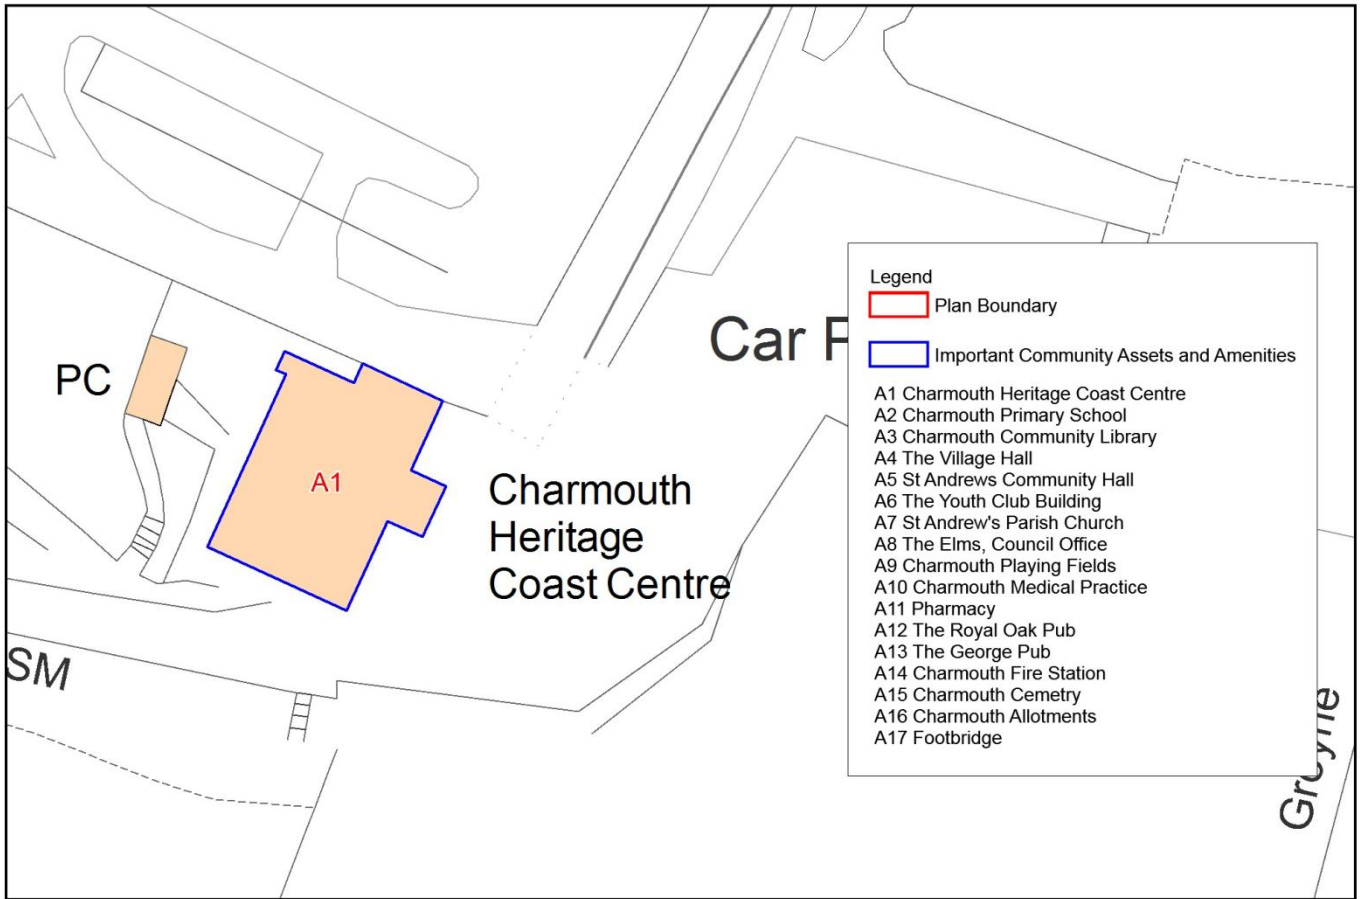 PC
A1
Charmouth
Heritage
Coast Centre
Car P
SM
Greyne
Legend
Plan Boundary
Important Community Assets and Amenities
A1 Charmouth Heritage Coast Centre
A2 Charmouth Primary School
A3 Charmouth Community Library
A4 The Village Hall
A5 St Andrews Community Hall
A6 The Youth Club Building
A7 St Andrew's Parish Church
A8 The Elms, Council Office
A9 Charmouth Playing Fields
A10 Charmouth Medical Practice
A11 Pharmacy
A12 The Royal Oak Pub
A13 The George Pub
A14 Charmouth Fire Station
A15 Charmouth Cemetry
A16 Charmouth Allotments
A17 Footbridge